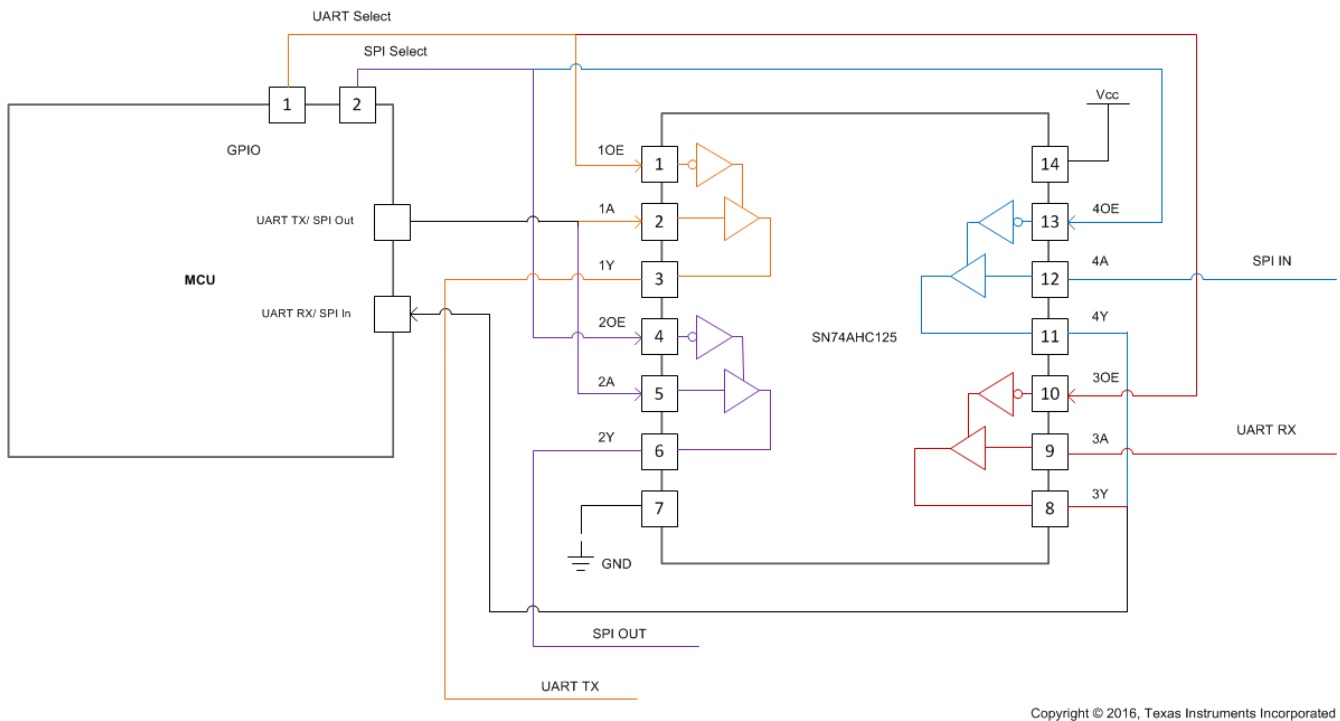 UART Select
SPI Select
1
2
GPIO
UART TX/ SPI Out
MCU
UART RX/ SPI In
Vcc
1OE
1
14
1A
2
13
4OE
1Y
3
12
4A
SPI IN
2OE
4
SN74AHC125
11
4Y
2A
5
10
3OE
2Y
6
9
3A
UART RX
7
8
3Y
GND
SPI OUT
UART TX
Copyright © 2016, Texas Instruments Incorporated